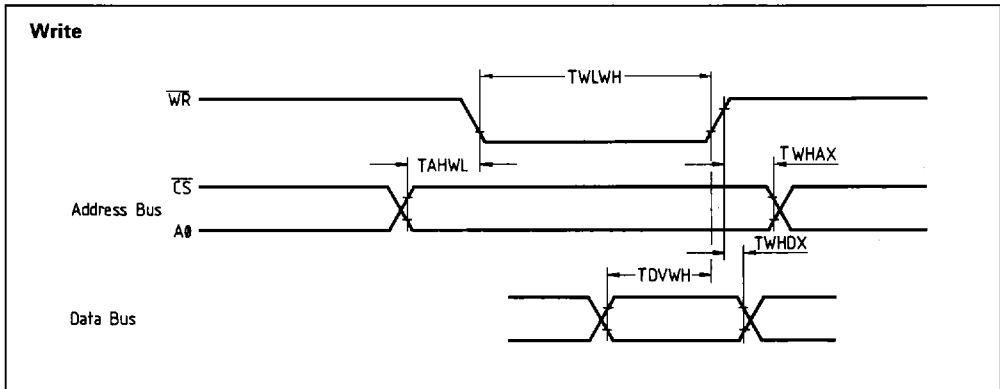 Write
TWLWH
WR
TAHWL
TWHAX
CS
Address Bus
A0
TWHDX
TDVWH
Data Bus